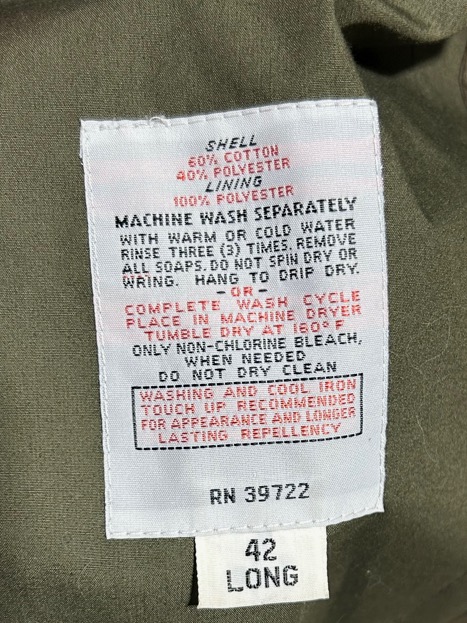 SHELL
60% COTTON
40% POLYESTER
LINING
100% POLYESTER
MACHINE WASH SEPARATELY
WITH WARM OR COLD WATER
RINSE THREE (3) TIMES. REMOVE
ALL SOAPS. DO NOT SPIN DRY OR
WRING. HANG TO DRIP DRY.
-OR-
COMPLETE WASH CYCLE
PLACE IN MACHINE DRYER
TUMBLE DRY AT 160° F
ONLY NON-CHLORINE BLEACH,
WHEN NEEDED
DO NOT DRY CLEAN
WASHING AND COOL IRON
TOUCH UP RECOMMENDED
FOR APPEARANCE AND LONGER
LASTING REPELLENCY
RN 39722
42
LONG